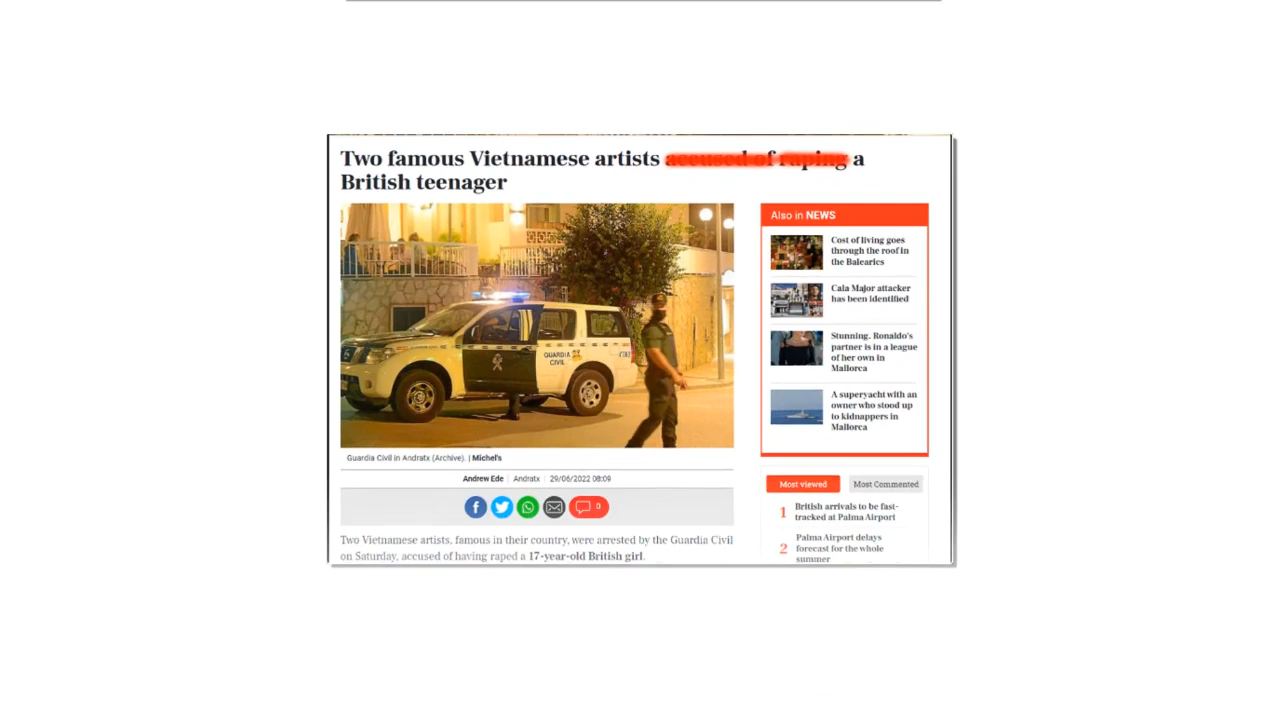 Two famous Vietnamese artists accused of raping a
British teenager
Also in NEWS
Cost of living goes
through the roof in
the Balearics
Cala Major attacker
has been identified
Stunning. Ronaldo's
partner is in a league
of her own in
Mallorca
A superyacht with an
owner who stood up
to kidnappers in
Mallorca
GUARDIA
CIVIL
Guardia Civil in Andratx (Archive). | Michel's
Andrew Ede | Andratx | 29/06/2022 08:09
0
Two Vietnamese artists, famous in their country, were arrested by the Guardia Civil
on Saturday, accused of having raped a 17-year-old British girl.
Most viewed
Most Commented
1 British arrivals to be fast-
tracked at Palma Airport
2 Palma Airport delays
forecast for the whole
summer